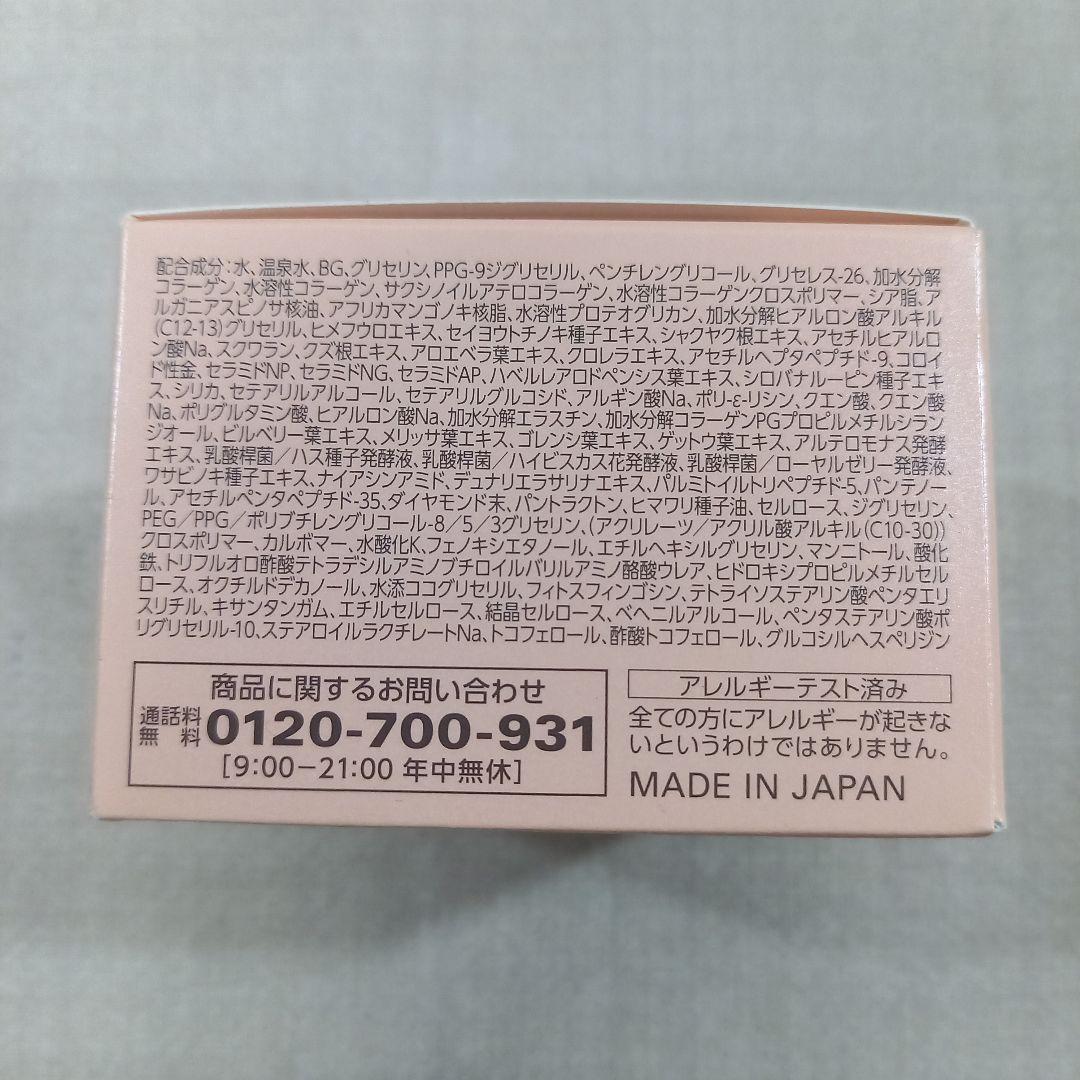 配合成分：水、温泉水、BG、グリセリン、PPG-9ジグリセリル、ペンチレングリコール、グリセレス-26、加水分解
コラーゲン、水溶性コラーゲン、サクシノイルアテロコラーゲン、水溶性コラーゲンクロスポリマー、シア脂、アル
ガニアスピノサ核油、アフリカマンゴノキ核脂、水溶性プロテオグリカン、加水分解ヒアルロン酸アルキル
(C12-13)グリセリル、ヒメフウロエキス、セイヨウトチノキ種子エキス、シャクヤク根エキス、アセチルヒアルロ
ン酸Na、スクワラン、クズ根エキス、アロエベラ葉エキス、クロレラエキス、アセチルヘプタペプチド-9、コロイ
ド性金、セラミドNP、セラミドNG、セラミドAP、ハベルレアロドペンシス葉エキス、シロバナルーピン種子エキ
ス、シリカ、セテアリルアルコール、セテアリルグルコシド、アルギン酸Na、ポリ-ε-リシン、クエン酸、クエン酸
Na、ポリグルタミン酸、ヒアルロン酸Na、加水分解エラスチン、加水分解コラーゲンPGプロピルメチルシラン
ジオール、ビルベリー葉エキス、メリッサ葉エキス、ゴレンシ葉エキス、ゲットウ葉エキス、アルテロモナス発酵
エキス、乳酸桿菌／ハス種子発酵液、乳酸桿菌／ハイビスカス花発酵液、乳酸桿菌／ローヤルゼリー発酵液、
ワサビノキ種子エキス、ナイアシンアミド、デュナリエラサリナエキス、パルミトイルトリペプチド-5、パンテノー
ル、アセチルペンタペプチド-35、ダイヤモンド末、パントラクトン、ヒマワリ種子油、セルロース、ジグリセリン、
PEG／PPG／ポリブチレングリコール-8／5／3グリセリン、(アクリレーツ／アクリル酸アルキル(C10-30))
クロスポリマー、カルボマー、水酸化K、フェノキシエタノール、エチルヘキシルグリセリン、マンニトール、酸化
鉄、トリフルオロ酢酸テトラデシルアミノブチロイルバリルアミノ酪酸ウレア、ヒドロキシプロピルメチルセル
ロース、オクチルドデカノール、水添ココグリセリル、フィトスフィンゴシン、テトライソステアリン酸ペンタエリ
スリチル、キサンタンガム、エチルセルロース、結晶セルロース、ベヘニルアルコール、ペンタステアリン酸ポ
リグリセリル-10、ステアロイルラクチレートNa、トコフェロール、酢酸トコフェロール、グルコシルヘスペリジン
商品に関するお問い合わせ
通話料
無料 0120-700-931
[9:00−21:00 年中無休]
アレルギーテスト済み
全ての方にアレルギーが起きな
いというわけではありません。
MADE IN JAPAN